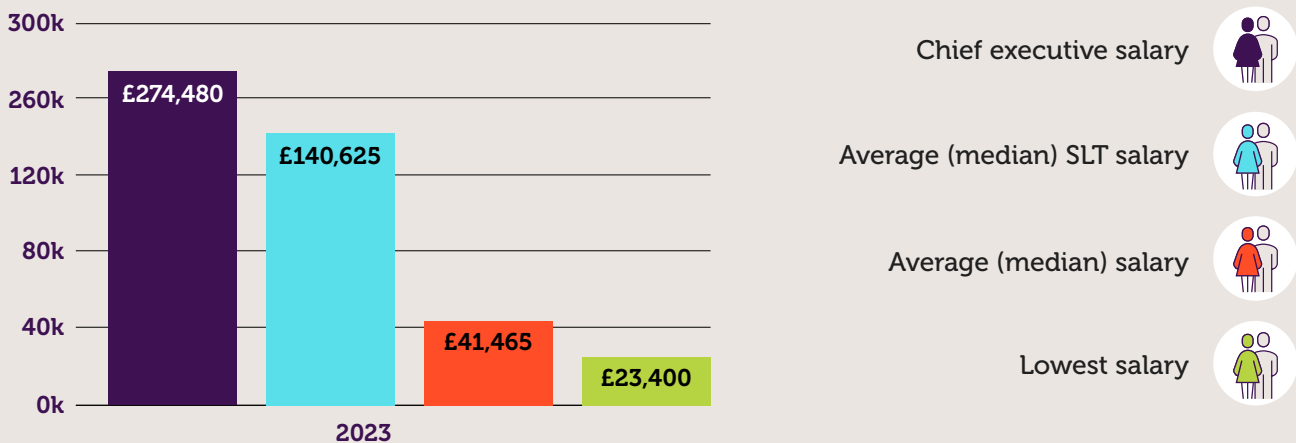 300k
260k
120k
80k
40k
0k
£274,480
£140,625
£41,465
£23,400
2023
Chief executive salary
Average (median) SLT salary
Average (median) salary
Lowest salary